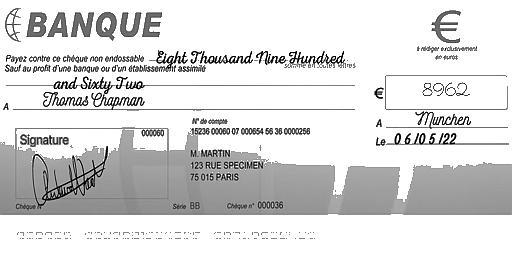 BANQUE
€
à rédiger exclusivement
en euros
Payez contre ce chèque non endossable Eight Thousand Nine Hundred
somme en toutes lettres
Sauf au profit d'une banque ou d'un établissement assimilé
and Sixty Two
€ 8962
A Thomas Chapman
A Munchen
Le 06/05/22
Signature 000060
N° de compte
15236 00060 07 000654 56 36 0000256
M. MARTIN
123 RUE SPECIMEN
75 015 PARIS
Chèque N° Série BB Chèque n° 000036